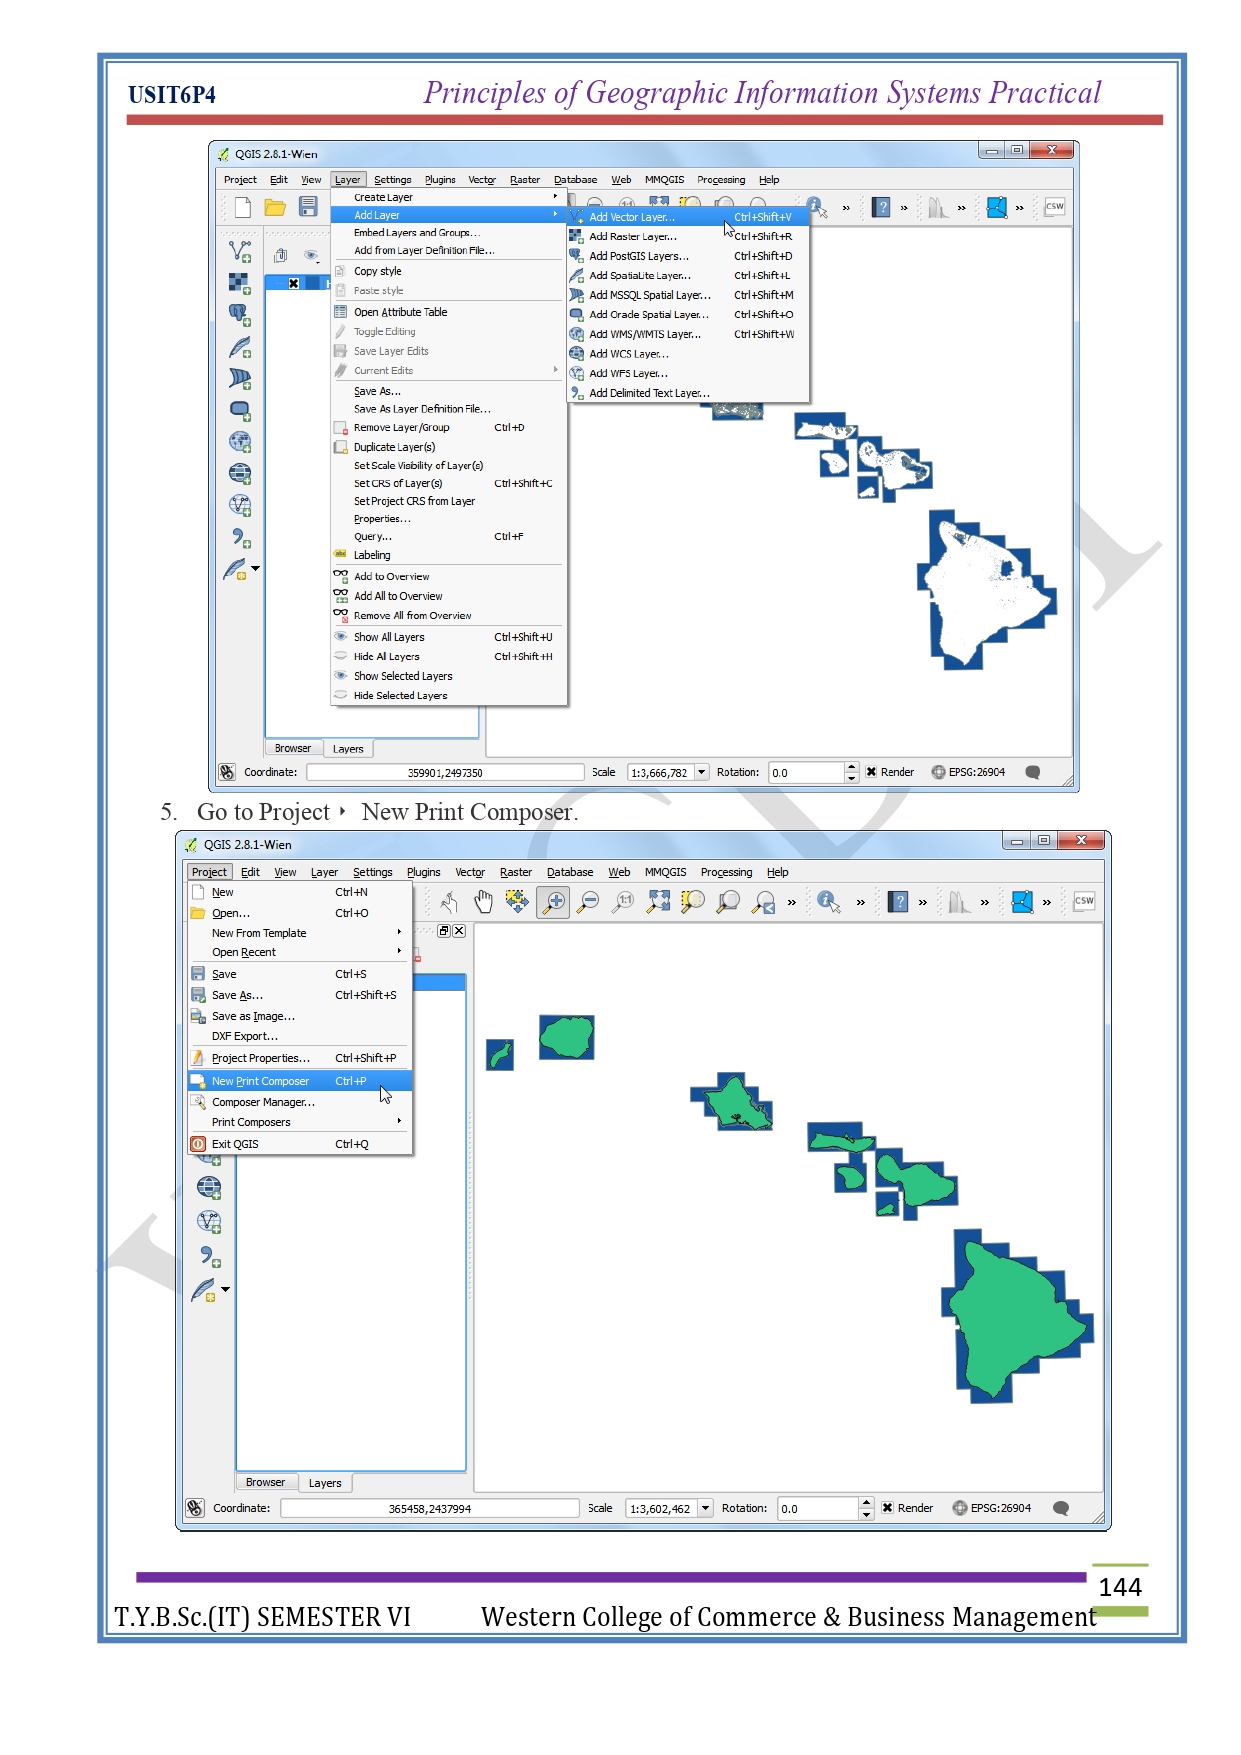 USIT6P4 Principles of Geographic Information Systems Practical
QGIS 2.8.1-Wien
Project Edit View Layer Settings Plugins Vector Raster Database Web MMQGIS Processing Help
Create Layer
Add Layer
Embed Layers and Groups...
Add from Layer Definition File...
Copy style
Paste style
Open Attribute Table
Toggle Editing
Save Layer Edits
Current Edits
Save As...
Save As Layer Definition File...
Remove Layer/Group Ctrl+D
Duplicate Layer(s)
Set Scale Visibility of Layer(s)
Set CRS of Layer(s) Ctrl+Shift+C
Set Project CRS from Layer
Properties...
Query... Ctrl+F
Labeling
Add to Overview
Add All to Overview
Remove All from Overview
Show All Layers Ctrl+Shift+U
Hide All Layers Ctrl+Shift+H
Show Selected Layers
Hide Selected Layers
Add Vector Layer... Ctrl+Shift+V
Add Raster Layer... Ctrl+Shift+R
Add PostGIS Layers... Ctrl+Shift+D
Add SpatiaLite Layer... Ctrl+Shift+L
Add MSSQL Spatial Layer... Ctrl+Shift+M
Add Oracle Spatial Layer... Ctrl+Shift+O
Add WMS/WMTS Layer... Ctrl+Shift+W
Add WCS Layer...
Add WFS Layer...
Add Delimited Text Layer...
CSW
Browser Layers
Coordinate: 359901,2497350 Scale 1:3,666,782 Rotation: 0.0 Render EPSG:26904
5. Go to Project ‣ New Print Composer.
QGIS 2.8.1-Wien
Project Edit View Layer Settings Plugins Vector Raster Database Web MMQGIS Processing Help
New Ctrl+N
Open... Ctrl+O
New From Template
Open Recent
Save Ctrl+S
Save As... Ctrl+Shift+S
Save as Image...
DXF Export...
Project Properties... Ctrl+Shift+P
New Print Composer Ctrl+P
Composer Manager...
Print Composers
Exit QGIS Ctrl+Q
CSW
Browser Layers
Coordinate: 365458,2437994 Scale 1:3,602,462 Rotation: 0.0 Render EPSG:26904
144
T.Y.B.Sc.(IT) SEMESTER VI Western College of Commerce & Business Management